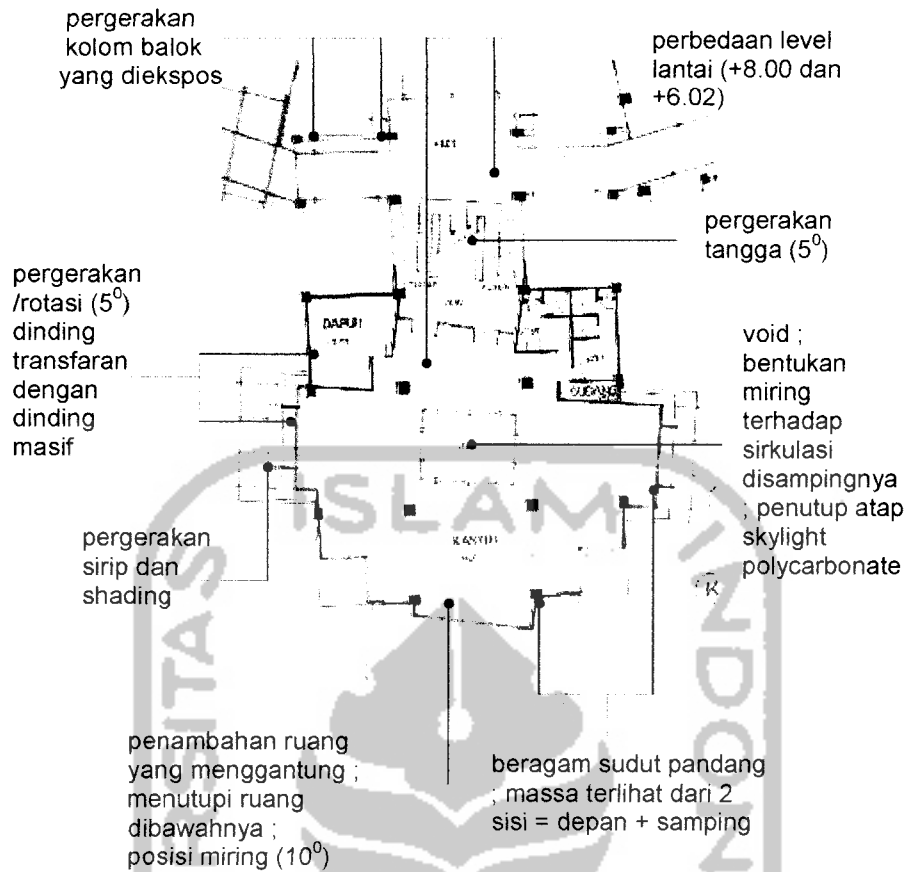 pergerakan
kolom balok
yang diekspos
perbedaan level
lantai (+8.00 dan
+6.02)
pergerakan
tangga (5⁰)
pergerakan
/rotasi (5⁰)
dinding
transfaran
dengan
dinding
masif
DAPUR
GUDANG
void ;
bentukan
miring
terhadap
sirkulasi
disampingnya
; penutup atap
skylight
polycarbonate
pergerakan
sirip dan
shading
penambahan ruang
yang menggantung ;
menutupi ruang
dibawahnya ;
posisi miring (10⁰)
beragam sudut pandang
; massa terlihat dari 2
sisi = depan + samping
ISLAM
RSITAS
INDON